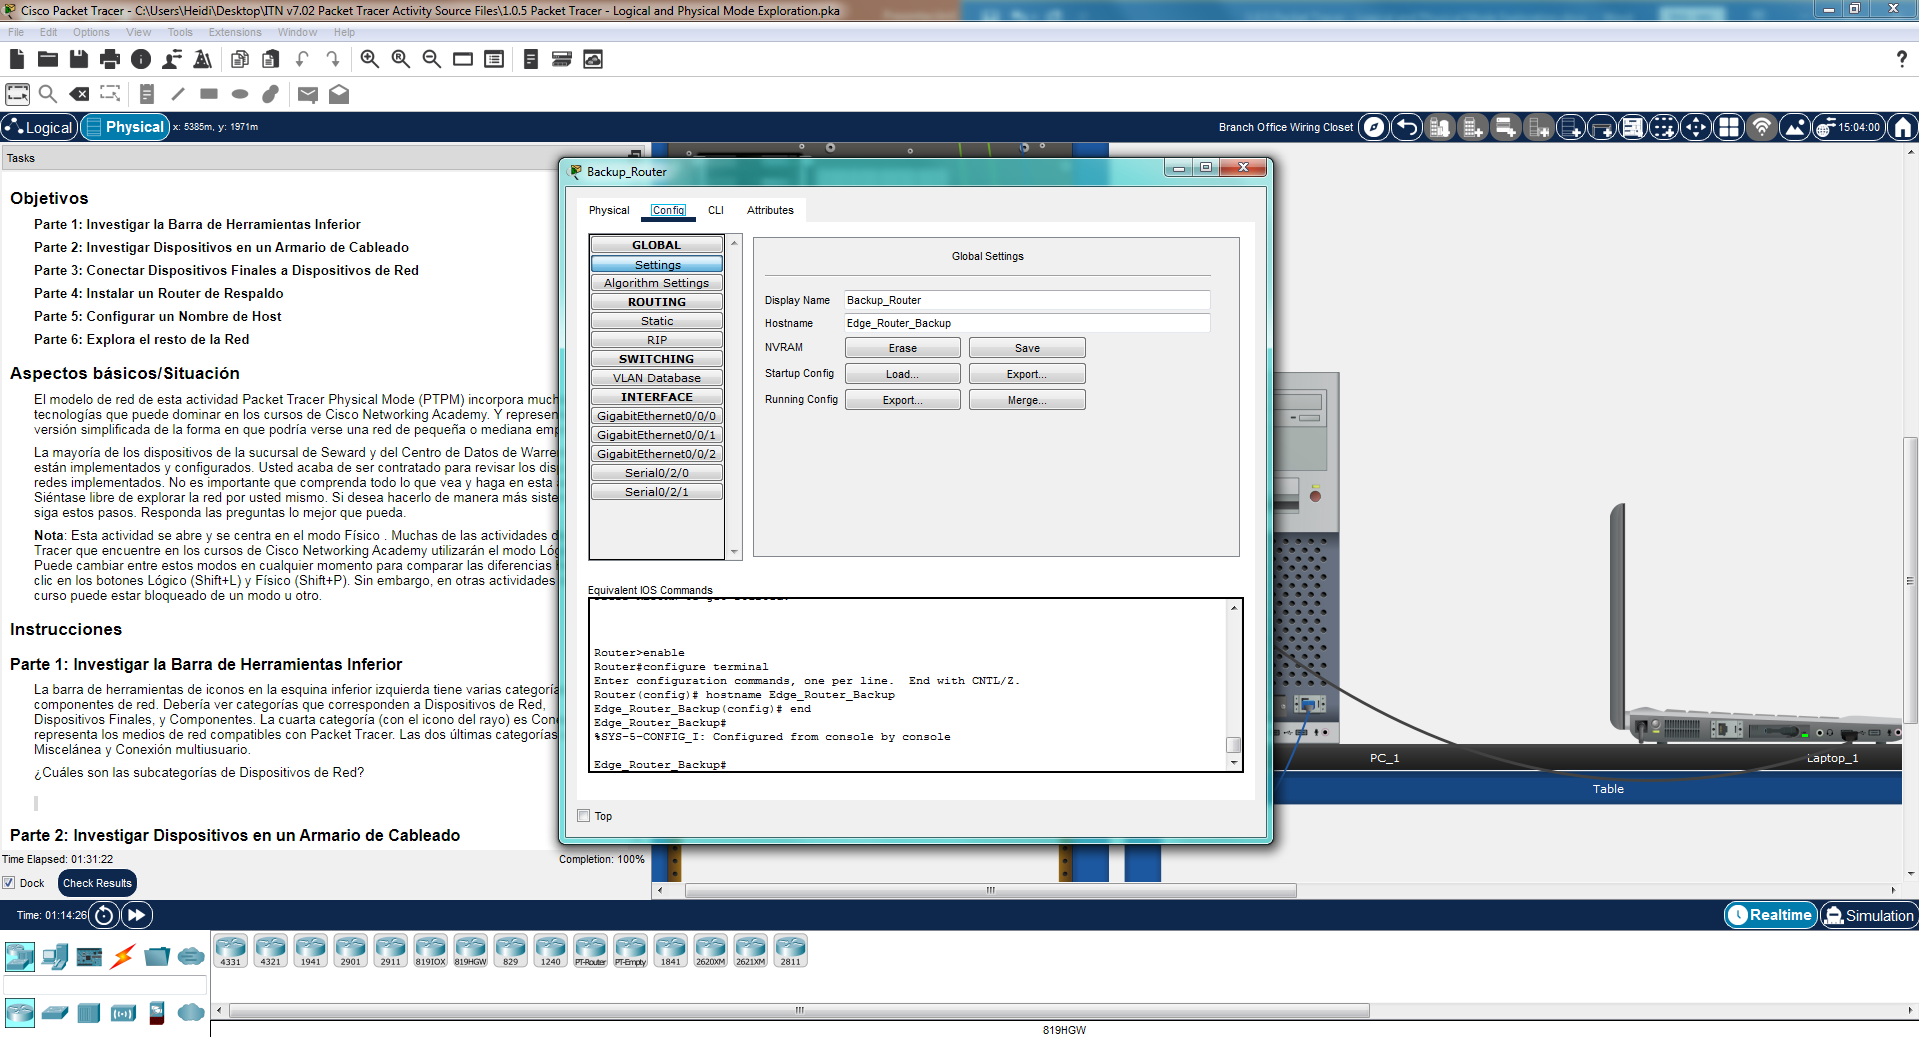 Cisco Packet Tracer - C:\Users\Heidi\Desktop\ITN v7.02 Packet Tracer Activity Source Files\1.0.5 Packet Tracer - Logical and Physical Mode Exploration.pka
File Edit Options View Tools Extensions Window Help
Logical Physical x: 5385m, y: 1971m
Branch Office Wiring Closet 15:04:00
Tasks
Objetivos
Parte 1: Investigar la Barra de Herramientas Inferior
Parte 2: Investigar Dispositivos en un Armario de Cableado
Parte 3: Conectar Dispositivos Finales a Dispositivos de Red
Parte 4: Instalar un Router de Respaldo
Parte 5: Configurar un Nombre de Host
Parte 6: Explora el resto de la Red
Aspectos básicos/Situación
El modelo de red de esta actividad Packet Tracer Physical Mode (PTPM) incorpora much
tecnologías que puede dominar en los cursos de Cisco Networking Academy. Y represen
versión simplificada de la forma en que podría verse una red de pequeña o mediana emp
La mayoría de los dispositivos de la sucursal de Seward y del Centro de Datos de Warre
están implementados y configurados. Usted acaba de ser contratado para revisar los dis
redes implementados. No es importante que comprenda todo lo que vea y haga en esta
Siéntase libre de explorar la red por usted mismo. Si desea hacerlo de manera más siste
siga estos pasos. Responda las preguntas lo mejor que pueda.
Nota: Esta actividad se abre y se centra en el modo Físico . Muchas de las actividades d
Tracer que encuentre en los cursos de Cisco Networking Academy utilizarán el modo Lóg
Puede cambiar entre estos modos en cualquier momento para comparar las diferencias
clic en los botones Lógico (Shift+L) y Físico (Shift+P). Sin embargo, en otras actividades
curso puede estar bloqueado de un modo u otro.
Instrucciones
Parte 1: Investigar la Barra de Herramientas Inferior
La barra de herramientas de iconos en la esquina inferior izquierda tiene varias categoría
componentes de red. Debería ver categorías que corresponden a Dispositivos de Red,
Dispositivos Finales, y Componentes. La cuarta categoría (con el icono del rayo) es Cone
representa los medios de red compatibles con Packet Tracer. Las dos últimas categorías
Miscelánea y Conexión multiusuario.
¿Cuáles son las subcategorías de Dispositivos de Red?
Parte 2: Investigar Dispositivos en un Armario de Cableado
Time Elapsed: 01:31:22 Completion: 100%
Dock Check Results
Backup_Router
Physical Config CLI Attributes
GLOBAL
Settings
Algorithm Settings
ROUTING
Static
RIP
SWITCHING
VLAN Database
INTERFACE
GigabitEthernet0/0/0
GigabitEthernet0/0/1
GigabitEthernet0/0/2
Serial0/2/0
Serial0/2/1
Global Settings
Display Name Backup_Router
Hostname Edge_Router_Backup
NVRAM Erase Save
Startup Config Load... Export...
Running Config Export... Merge...
Equivalent IOS Commands
Router>enable
Router#configure terminal
Enter configuration commands, one per line. End with CNTL/Z.
Router(config)# hostname Edge_Router_Backup
Edge_Router_Backup(config)# end
Edge_Router_Backup#
%SYS-5-CONFIG_I: Configured from console by console
Edge_Router_Backup#
Top
PC_1 Laptop_1
Table
Time: 01:14:26 Realtime Simulation
4331 4321 1941 2901 2911 819IOX 819HGW 829 1240 PT-Router PT-Empty 1841 2620XM 2621XM 2811
819HGW